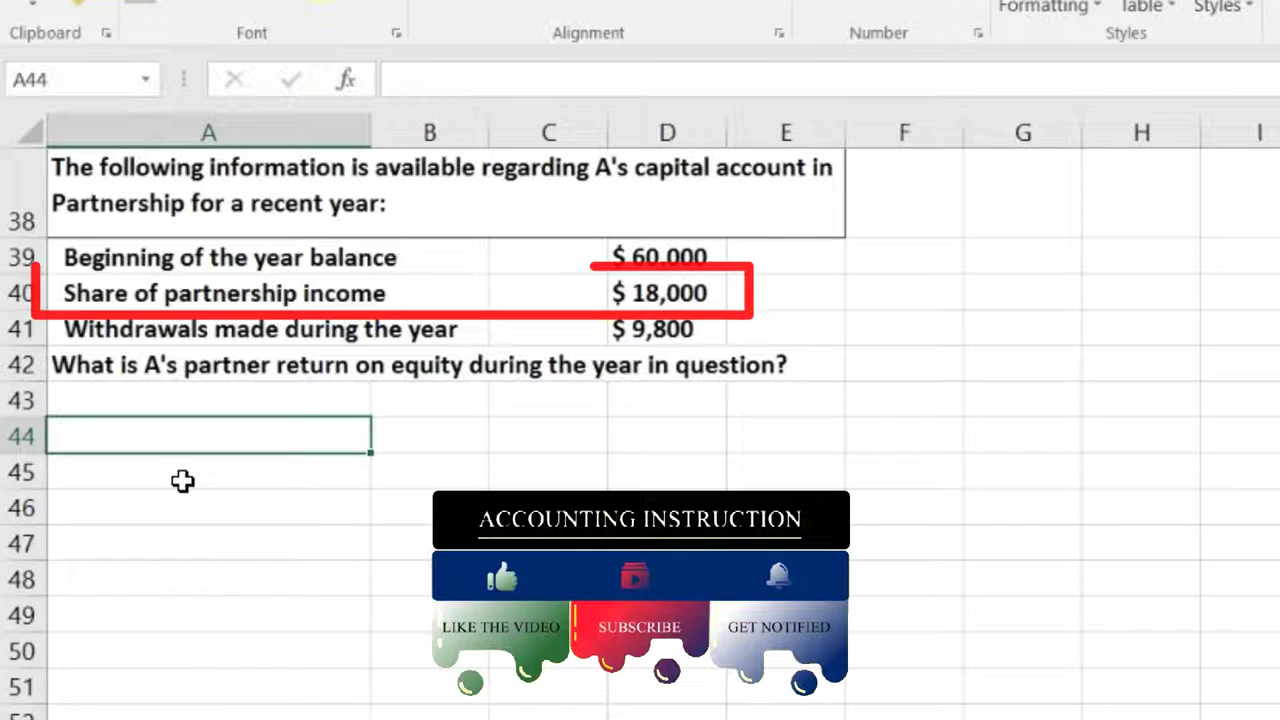 Formatting Table Styles
Clipboard Font Alignment Number Styles
A44 fx
A B C D E F G H I
38 The following information is available regarding A's capital account in
Partnership for a recent year:
39 Beginning of the year balance $ 60,000
40 Share of partnership income $ 18,000
41 Withdrawals made during the year $ 9,800
42 What is A's partner return on equity during the year in question?
43
44
45
46
47
48
49
50
51
ACCOUNTING INSTRUCTION
LIKE THE VIDEO SUBSCRIBE GET NOTIFIED